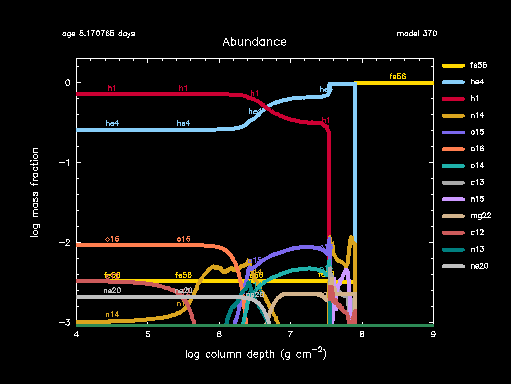 age 5.170765 days
model 370
Abundance
fe56
he4
h1
n14
o15
o16
o14
c13
n15
mg22
c12
n13
ne20
log mass fraction
0
−1
−2
−3
h1 h1 h1 h1
he4 he4 he4 he
fe56
o16 o16
fe56 fe56
ne20 ne20
n14
4 5 6 7 8 9
log column depth (g cm−2)